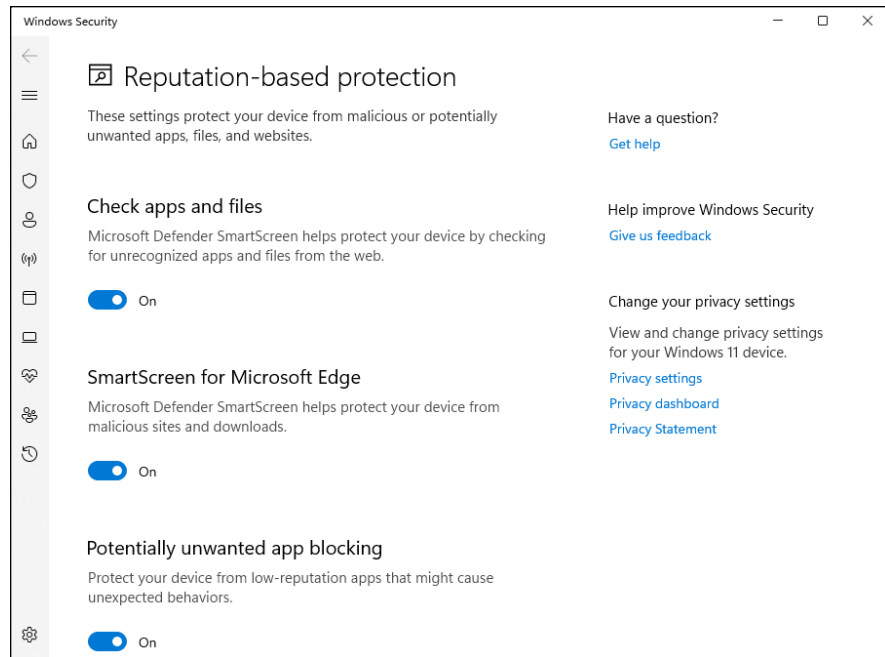 Windows Security
Reputation-based protection
These settings protect your device from malicious or potentially
unwanted apps, files, and websites.
Check apps and files
Microsoft Defender SmartScreen helps protect your device by checking
for unrecognized apps and files from the web.
On
SmartScreen for Microsoft Edge
Microsoft Defender SmartScreen helps protect your device from
malicious sites and downloads.
On
Potentially unwanted app blocking
Protect your device from low-reputation apps that might cause
unexpected behaviors.
On
Have a question?
Get help
Help improve Windows Security
Give us feedback
Change your privacy settings
View and change privacy settings
for your Windows 11 device.
Privacy settings
Privacy dashboard
Privacy Statement